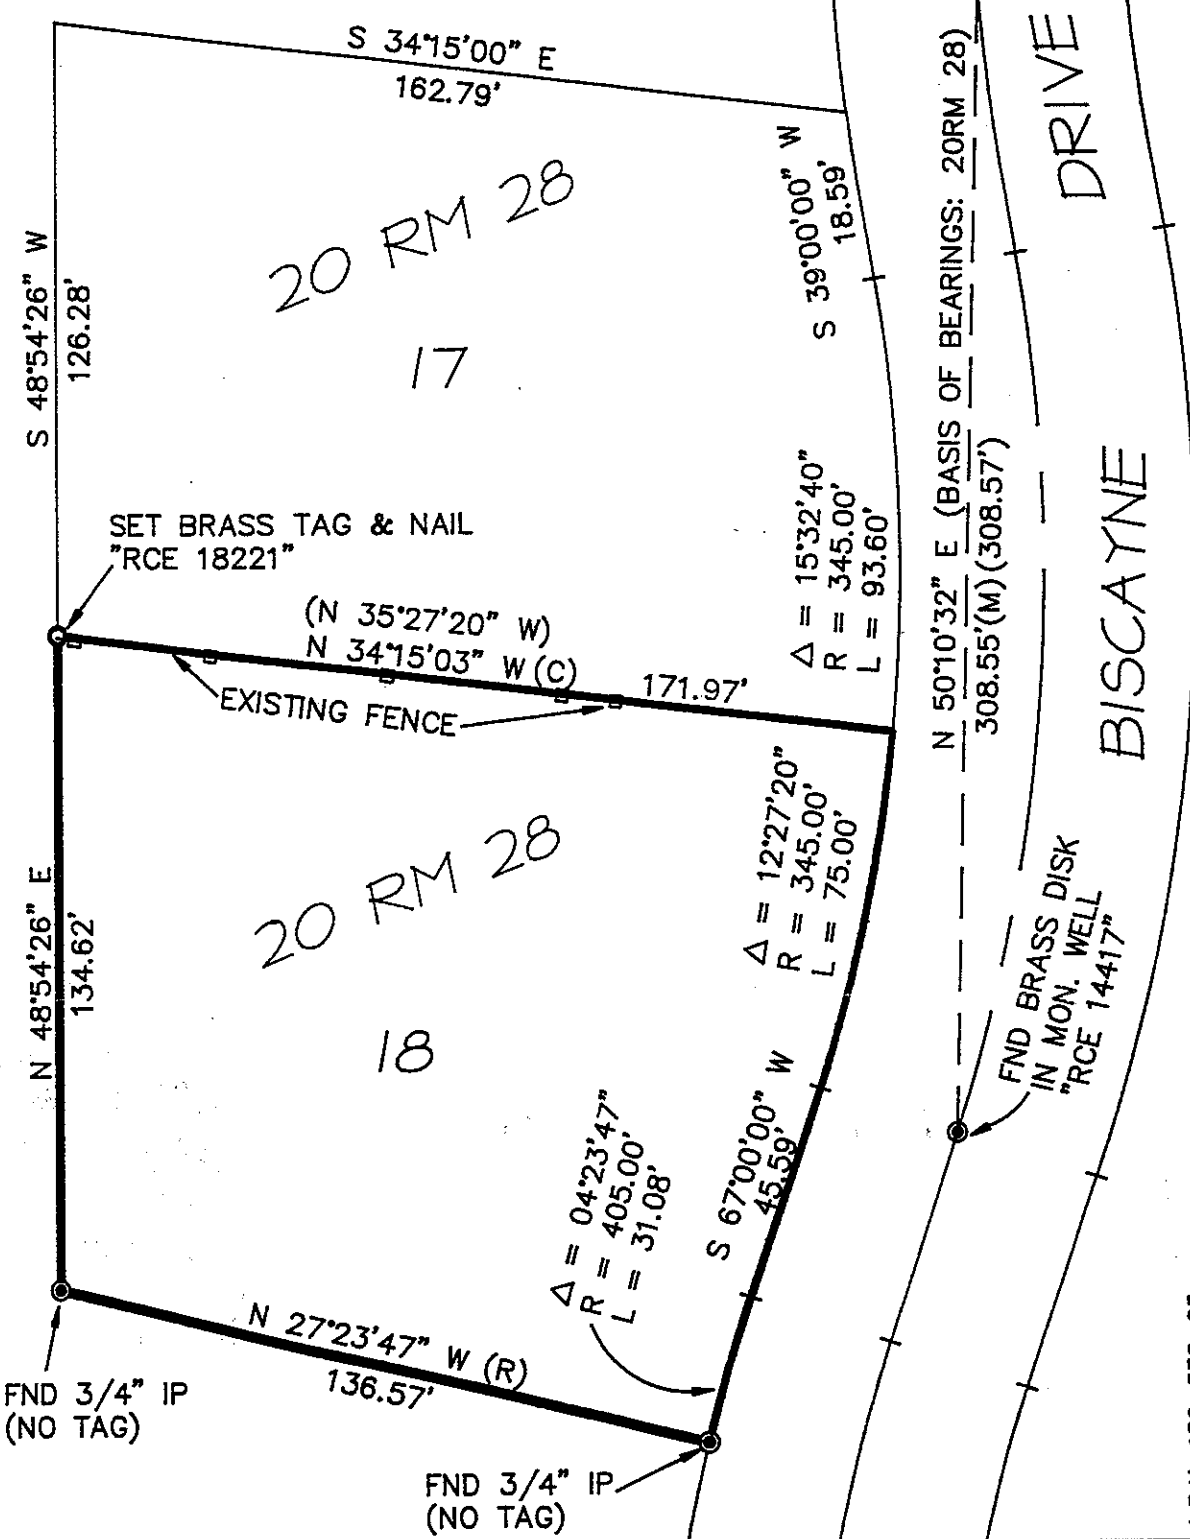 S 34°15'00" E
162.79'
DRIVE
N 50°10'32" E (BASIS OF BEARINGS: 20RM 28)
308.55'(M)(308.57')
S 39°00'00" W
18.59'
20 RM 28
17
S 48°54'26" W
126.28'
SET BRASS TAG & NAIL
"RCE 18221"
Δ = 15°32'40"
R = 345.00'
L = 93.60'
BISCAYNE
(N 35°27'20" W)
N 34°15'03" W (C)
171.97'
EXISTING FENCE
Δ = 12°27'20"
R = 345.00'
L = 75.00'
20 RM 28
18
N 48°54'26" E
134.62'
FND BRASS DISK
IN MON. WELL
"RCE 14417"
S 67°00'00" W
45.59'
Δ = 04°23'47"
R = 405.00'
L = 31.08'
N 27°23'47" W (R)
136.57'
FND 3/4" IP
(NO TAG)
FND 3/4" IP
(NO TAG)